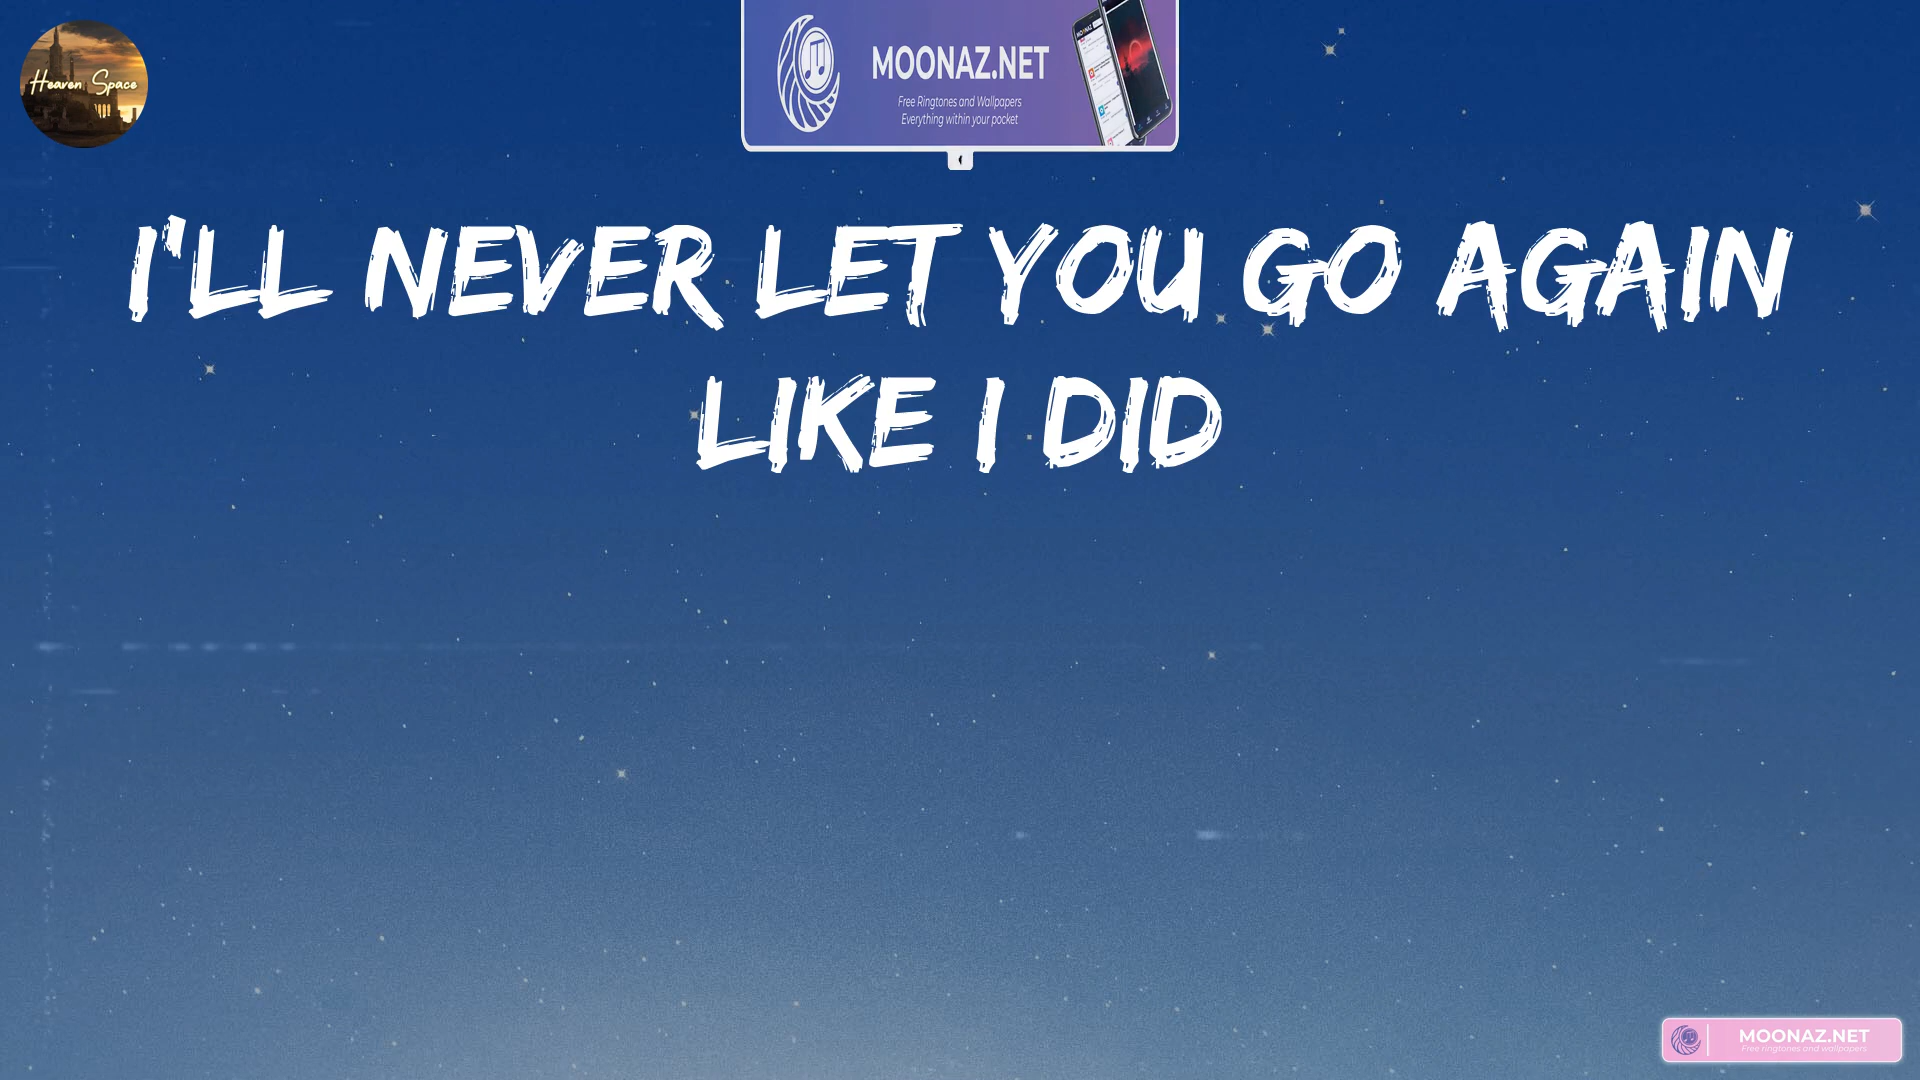 Heaven Space
MOONAZ.NET
Free Ringtones and Wallpapers
Everything within your pocket
I'LL NEVER LET YOU GO AGAIN
LIKE I DID
MOONAZ.NET
Free ringtones and wallpapers